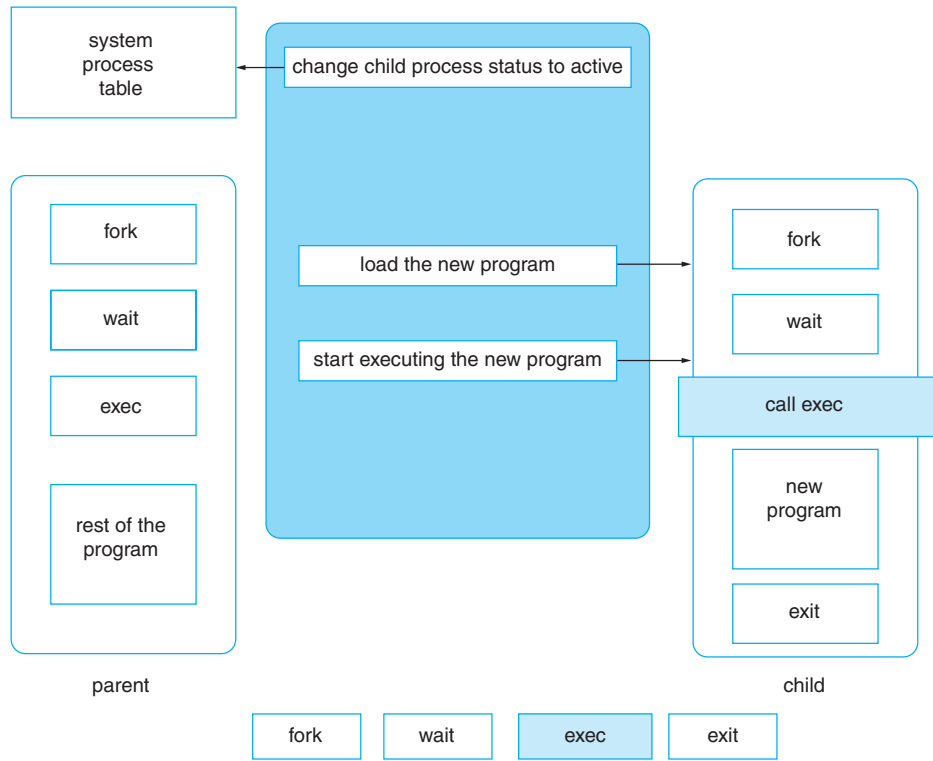 system
process
table
change child process status to active
fork
wait
exec
rest of the
program
parent
load the new program
start executing the new program
fork
wait
call exec
new
program
exit
child
fork
wait
exec
exit